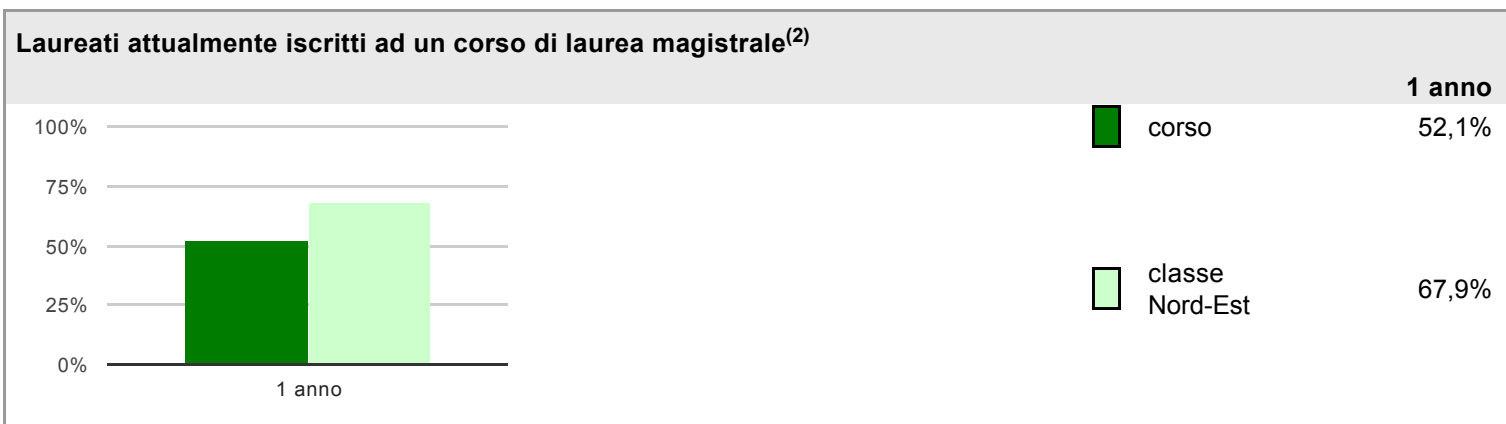 Laureati attualmente iscritti ad un corso di laurea magistrale(2)
1 anno
100%
75%
50%
25%
0%
1 anno
corso 52,1%
classe
Nord-Est 67,9%